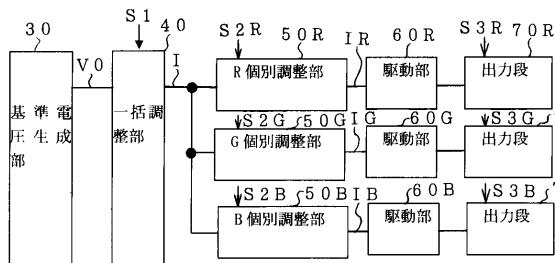 30
V0
S1
40
I
S2R
50R
IR
60R
S3R
70R
基準電圧生成部
一括調整部
R個別調整部
駆動部
出力段
S2G
50G
IG
60G
S3G
G個別調整部
駆動部
出力段
S2B
50B
IB
60B
S3B
B個別調整部
駆動部
出力段